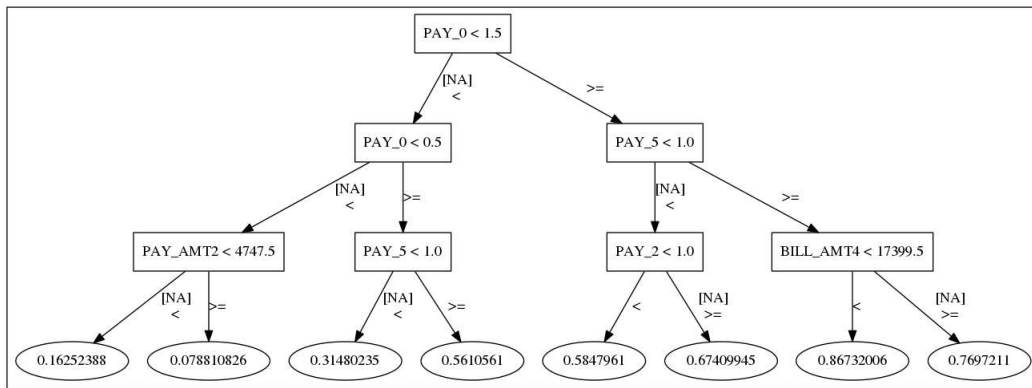 PAY_0 < 1.5
[NA]
<
>=
PAY_0 < 0.5
PAY_5 < 1.0
[NA]
<
>=
[NA]
<
>=
PAY_AMT2 < 4747.5
PAY_5 < 1.0
PAY_2 < 1.0
BILL_AMT4 < 17399.5
[NA]
<
>=
[NA]
<
>=
<
[NA]
>=
<
[NA]
>=
0.16252388
0.078810826
0.31480235
0.5610561
0.5847961
0.67409945
0.86732006
0.7697211